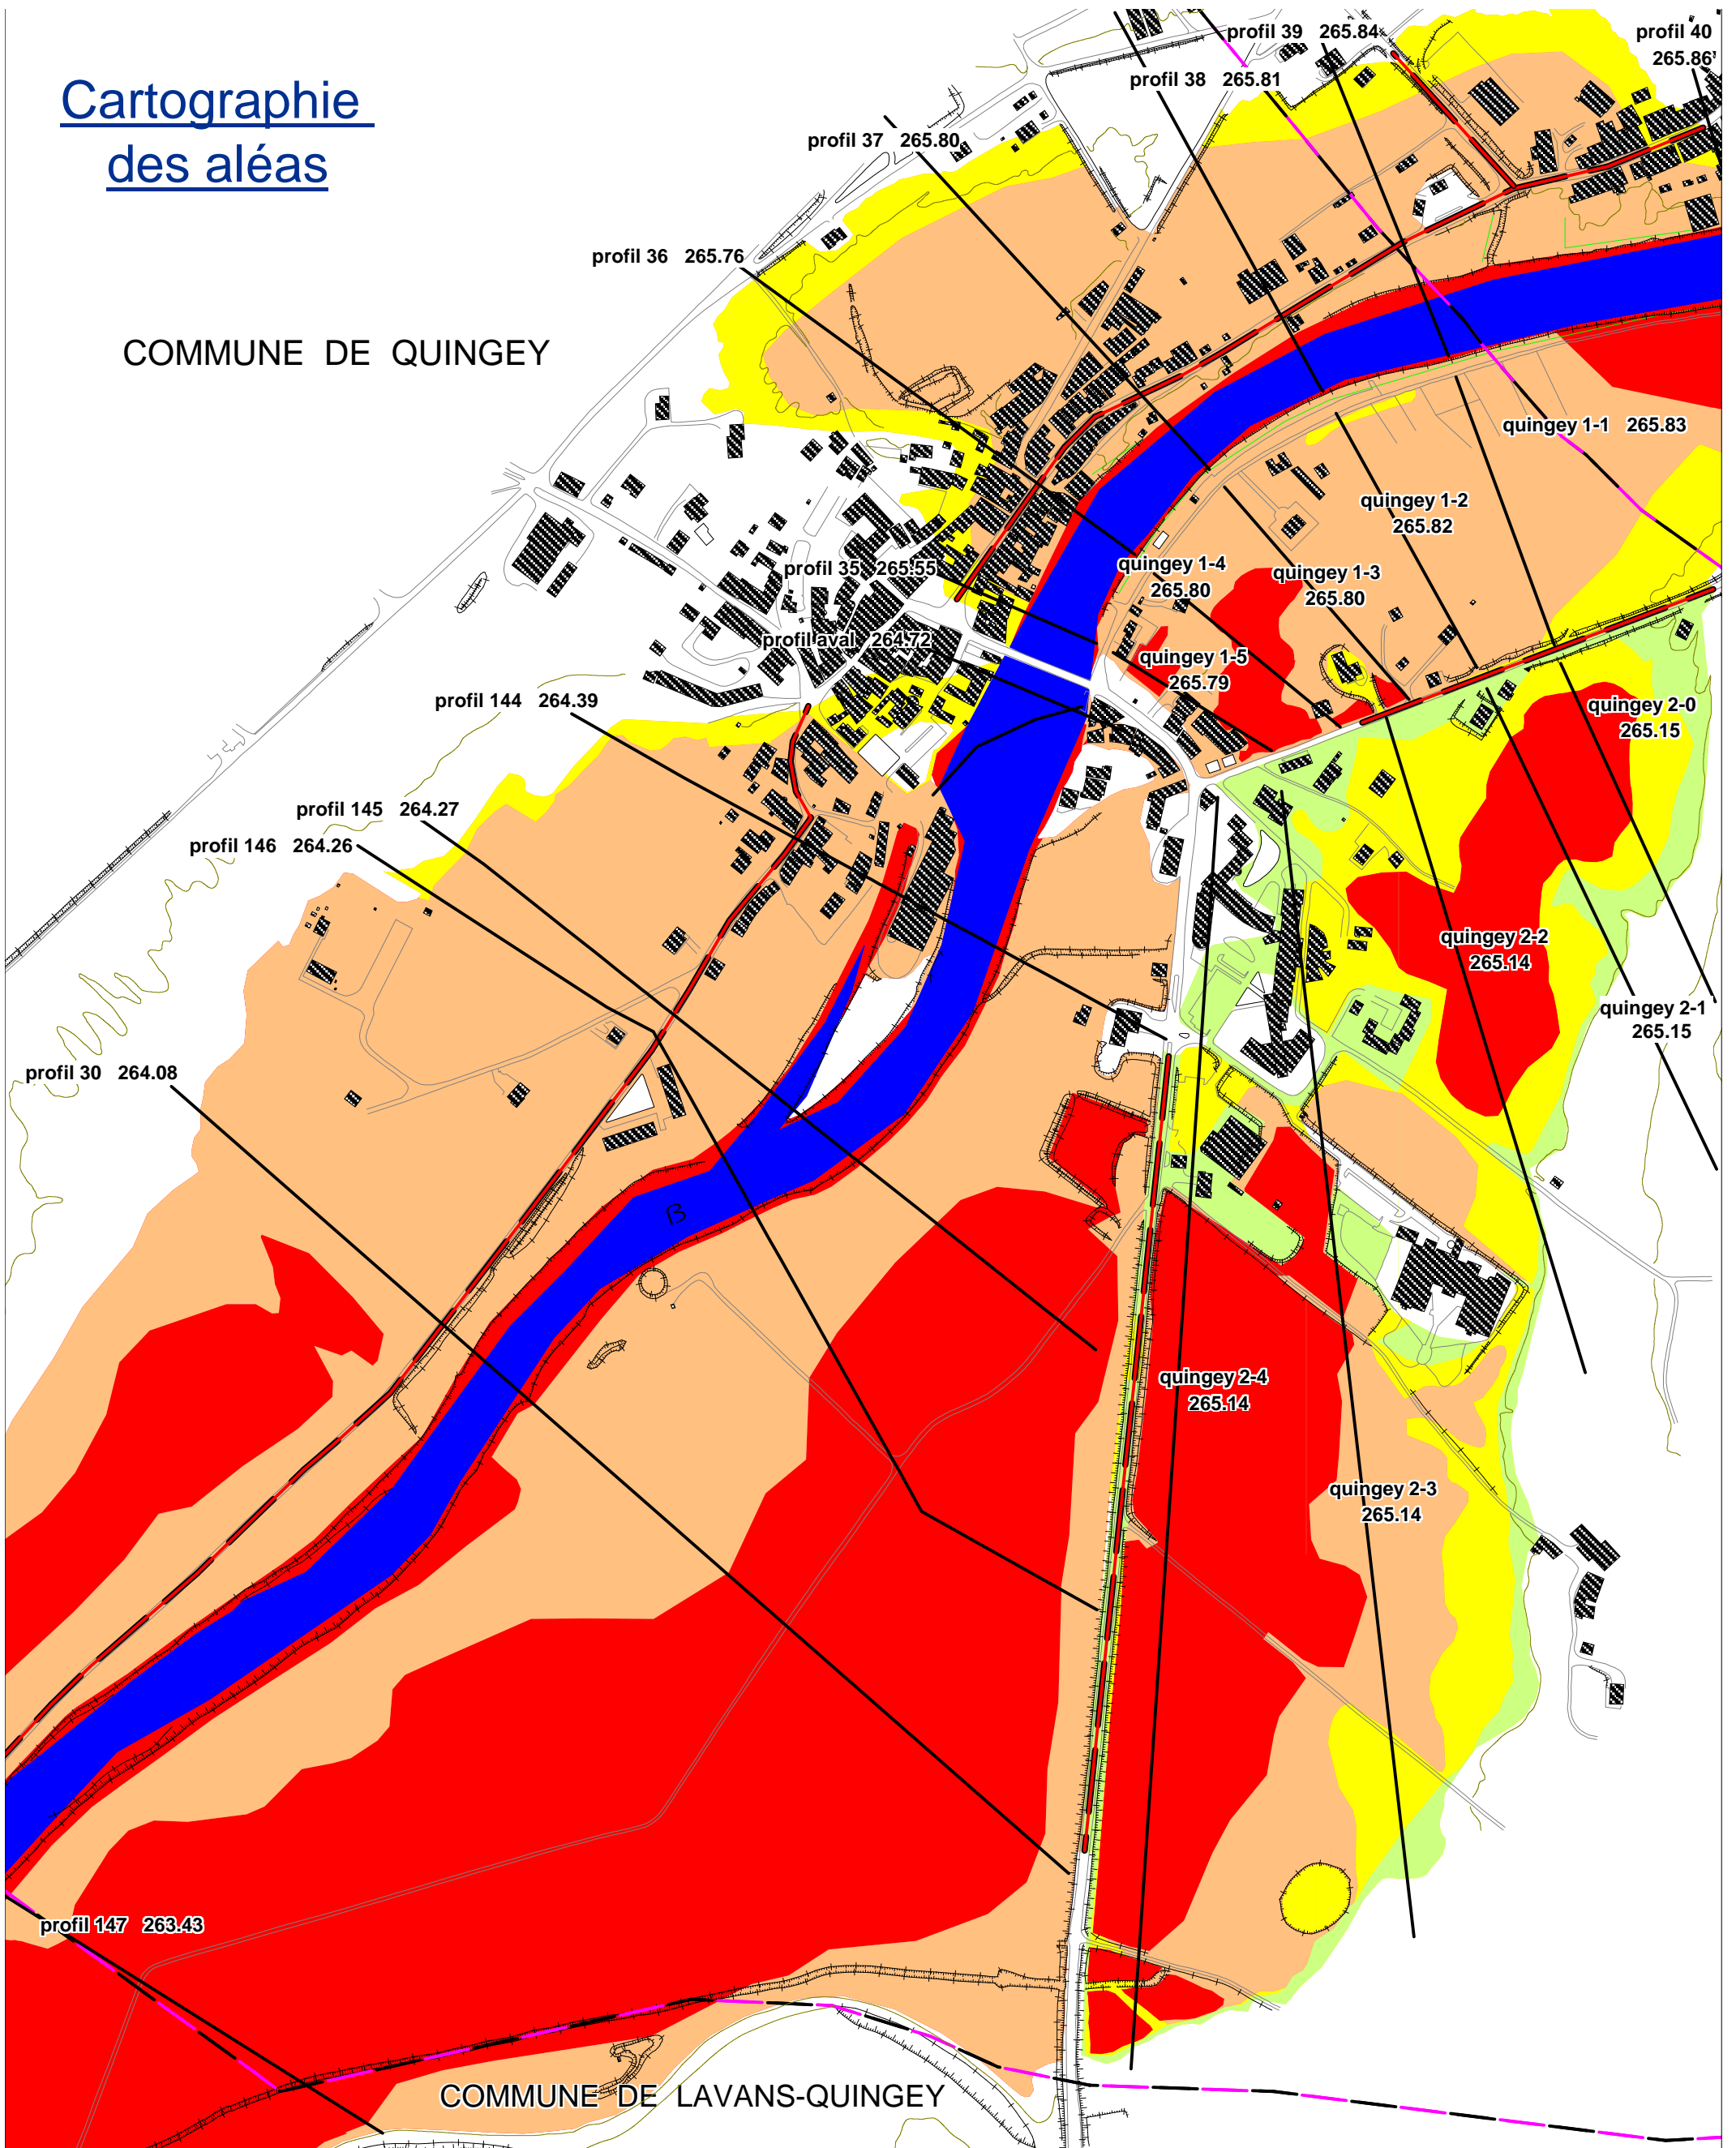 Cartographie
des aléas
profil 39 265.84
profil 40
265.86
profil 38 265.81
profil 37 265.80
profil 36 265.76
COMMUNE DE QUINGEY
quingey 1-1 265.83
quingey 1-2
265.82
profil 35 265.55
quingey 1-4
265.80
quingey 1-3
265.80
profil aval 264.72
quingey 1-5
265.79
profil 144 264.39
quingey 2-0
265.15
profil 145 264.27
profil 146 264.26
quingey 2-2
265.14
quingey 2-1
265.15
profil 30 264.08
quingey 2-4
265.14
quingey 2-3
265.14
profil 147 263.43
COMMUNE DE LAVANS-QUINGEY